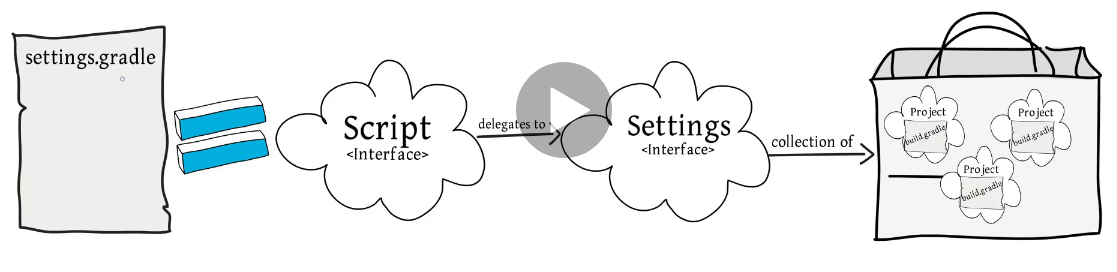 settings.gradle
Script
<Interface>
delegates to
Settings
<Interface>
collection of
Project
build.gradle
Project
build.gradle
Project
build.gradle